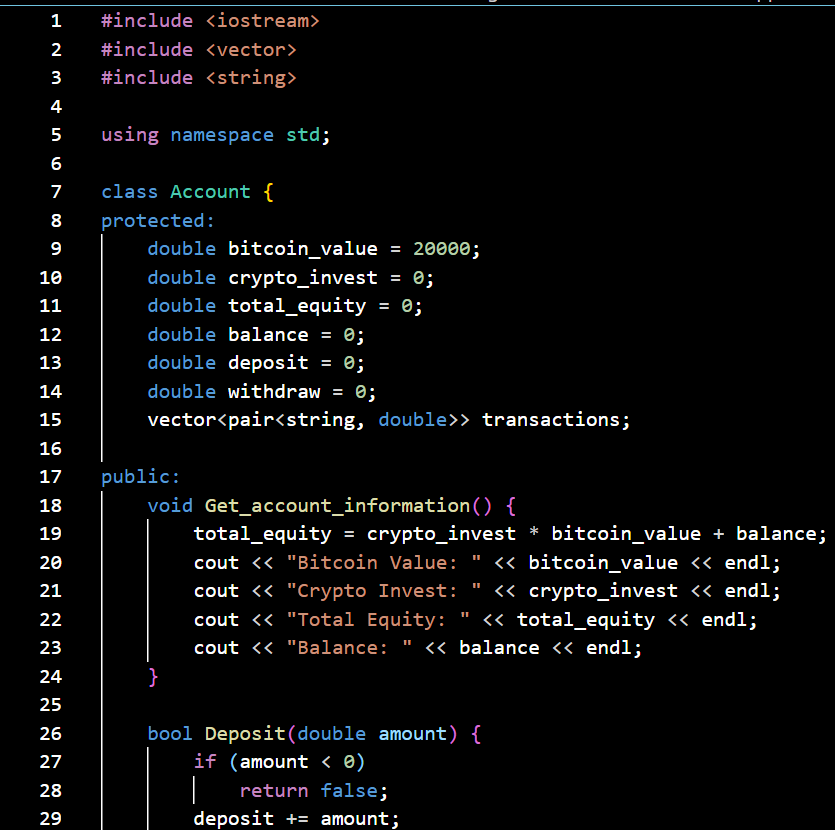 1 #include <iostream>
2 #include <vector>
3 #include <string>
4
5 using namespace std;
6
7 class Account {
8 protected:
9     double bitcoin_value = 20000;
10     double crypto_invest = 0;
11     double total_equity = 0;
12     double balance = 0;
13     double deposit = 0;
14     double withdraw = 0;
15     vector<pair<string, double>> transactions;
16
17 public:
18     void Get_account_information() {
19         total_equity = crypto_invest * bitcoin_value + balance;
20         cout << "Bitcoin Value: " << bitcoin_value << endl;
21         cout << "Crypto Invest: " << crypto_invest << endl;
22         cout << "Total Equity: " << total_equity << endl;
23         cout << "Balance: " << balance << endl;
24     }
25
26     bool Deposit(double amount) {
27         if (amount < 0)
28             return false;
29         deposit += amount;